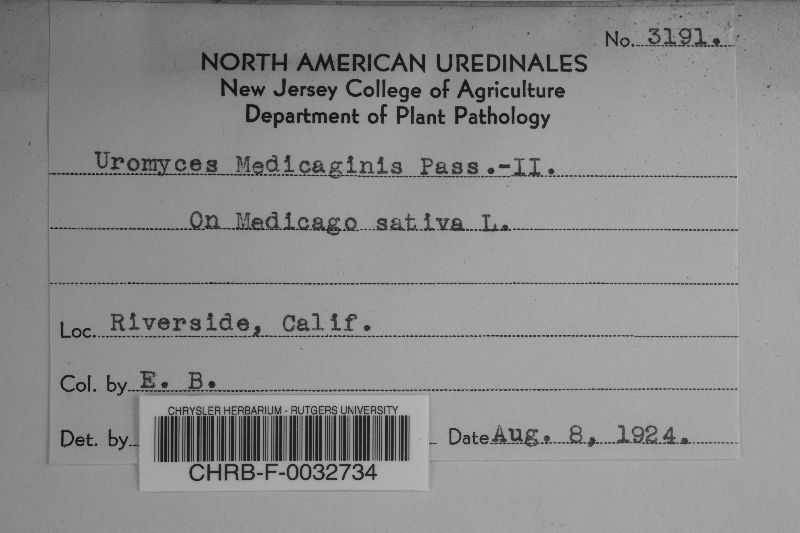 No. 3191.
NORTH AMERICAN UREDINALES
New Jersey College of Agriculture
Department of Plant Pathology
Uromyces Medicaginis Pass.-II.
On Medicago sativa L.
Loc. Riverside, Calif.
Col. by E. B.
Det. by
Date Aug. 8, 1924.
CHRYSLER HERBARIUM - RUTGERS UNIVERSITY
CHRB-F-0032734